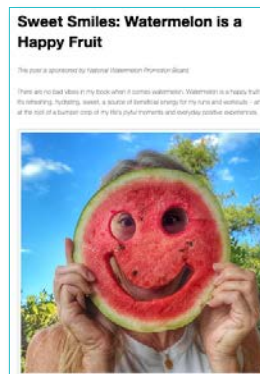 Sweet Smiles: Watermelon is a
Happy Fruit
This post is sponsored by National Watermelon Promotion Board.
There are no bad vibes in my book when it comes watermelon. Watermelon is a happy fruit!
It's refreshing, hydrating, sweet, a source of beneficial energy for my runs and workouts – and
at the root of a bumper crop of my life's joyful moments and everyday positive experiences.